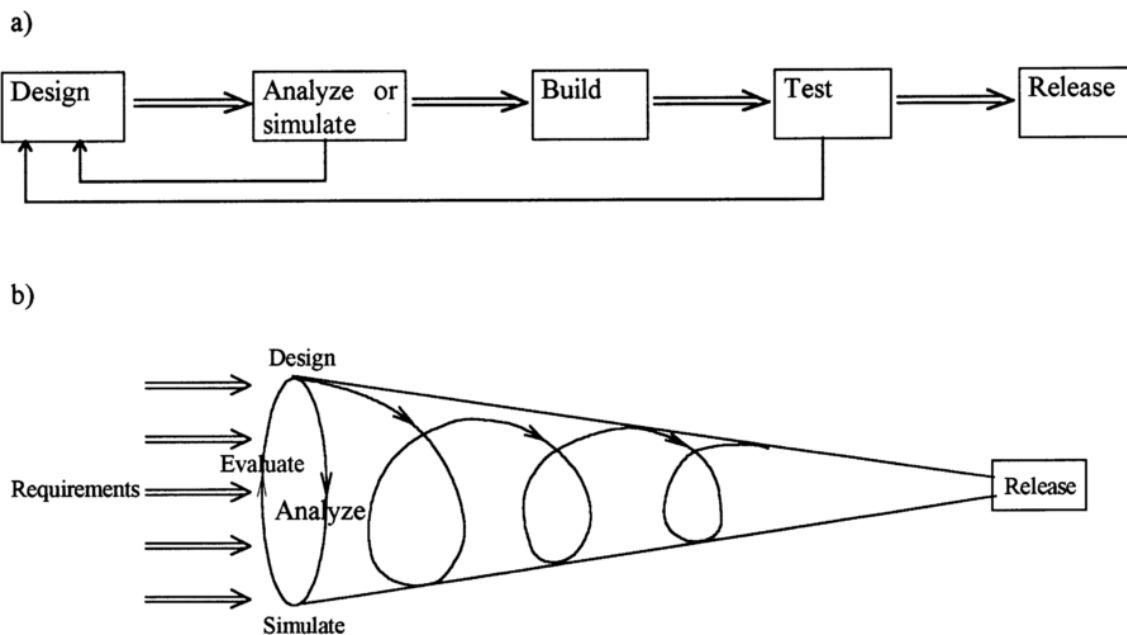 a)
Design
Analyze or
simulate
Build
Test
Release
b)
Design
Evaluate
Requirements
Analyze
Release
Simulate